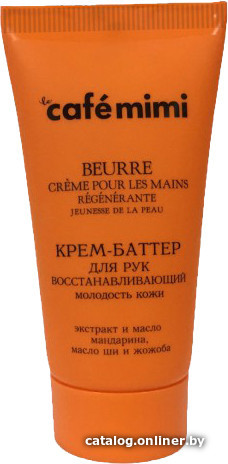 le
café mimi
BEURRE
CRÈME POUR LES MAINS
RÉGÉNÉRANTE
JEUNESSE DE LA PEAU
КРЕМ-БАТТЕР
ДЛЯ РУК
ВОССТАНАВЛИВАЮЩИЙ
МОЛОДОСТЬ КОЖИ
экстракт и масло
мандарина,
масло ши и жожоба
catalog.onliner.by